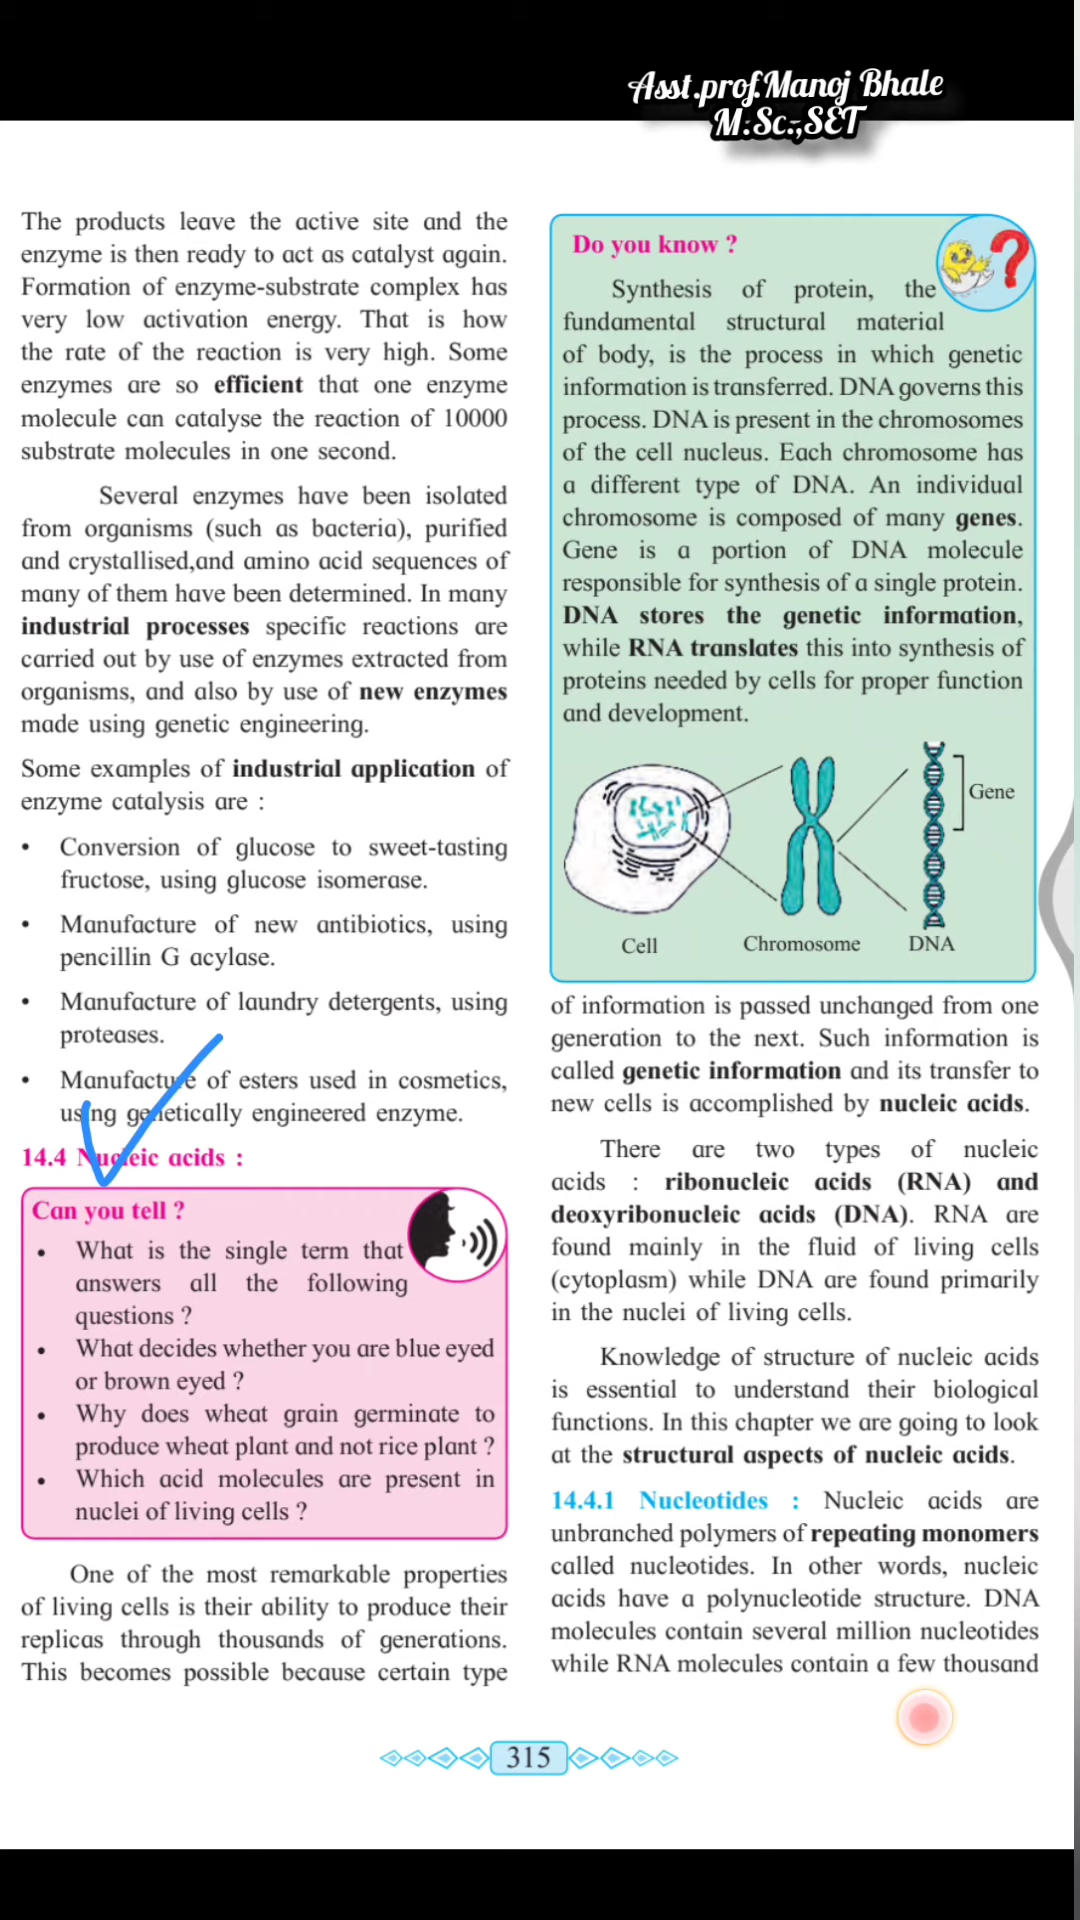 Asst.prof.Manoj Bhale
M.Sc.,SET
The products leave the active site and the
enzyme is then ready to act as catalyst again.
Formation of enzyme-substrate complex has
very low activation energy. That is how
the rate of the reaction is very high. Some
enzymes are so efficient that one enzyme
molecule can catalyse the reaction of 10000
substrate molecules in one second.
Several enzymes have been isolated
from organisms (such as bacteria), purified
and crystallised,and amino acid sequences of
many of them have been determined. In many
industrial processes specific reactions are
carried out by use of enzymes extracted from
organisms, and also by use of new enzymes
made using genetic engineering.
Some examples of industrial application of
enzyme catalysis are :
• Conversion of glucose to sweet-tasting
fructose, using glucose isomerase.
• Manufacture of new antibiotics, using
pencillin G acylase.
• Manufacture of laundry detergents, using
proteases.
• Manufacture of esters used in cosmetics,
using genetically engineered enzyme.
14.4 Nucleic acids :
Can you tell ?
• What is the single term that
answers all the following
questions ?
• What decides whether you are blue eyed
or brown eyed ?
• Why does wheat grain germinate to
produce wheat plant and not rice plant ?
• Which acid molecules are present in
nuclei of living cells ?
One of the most remarkable properties
of living cells is their ability to produce their
replicas through thousands of generations.
This becomes possible because certain type
Do you know ?
?
Synthesis of protein, the
fundamental structural material
of body, is the process in which genetic
information is transferred. DNA governs this
process. DNA is present in the chromosomes
of the cell nucleus. Each chromosome has
a different type of DNA. An individual
chromosome is composed of many genes.
Gene is a portion of DNA molecule
responsible for synthesis of a single protein.
DNA stores the genetic information,
while RNA translates this into synthesis of
proteins needed by cells for proper function
and development.
Gene
Cell Chromosome DNA
of information is passed unchanged from one
generation to the next. Such information is
called genetic information and its transfer to
new cells is accomplished by nucleic acids.
There are two types of nucleic
acids : ribonucleic acids (RNA) and
deoxyribonucleic acids (DNA). RNA are
found mainly in the fluid of living cells
(cytoplasm) while DNA are found primarily
in the nuclei of living cells.
Knowledge of structure of nucleic acids
is essential to understand their biological
functions. In this chapter we are going to look
at the structural aspects of nucleic acids.
14.4.1 Nucleotides : Nucleic acids are
unbranched polymers of repeating monomers
called nucleotides. In other words, nucleic
acids have a polynucleotide structure. DNA
molecules contain several million nucleotides
while RNA molecules contain a few thousand
315